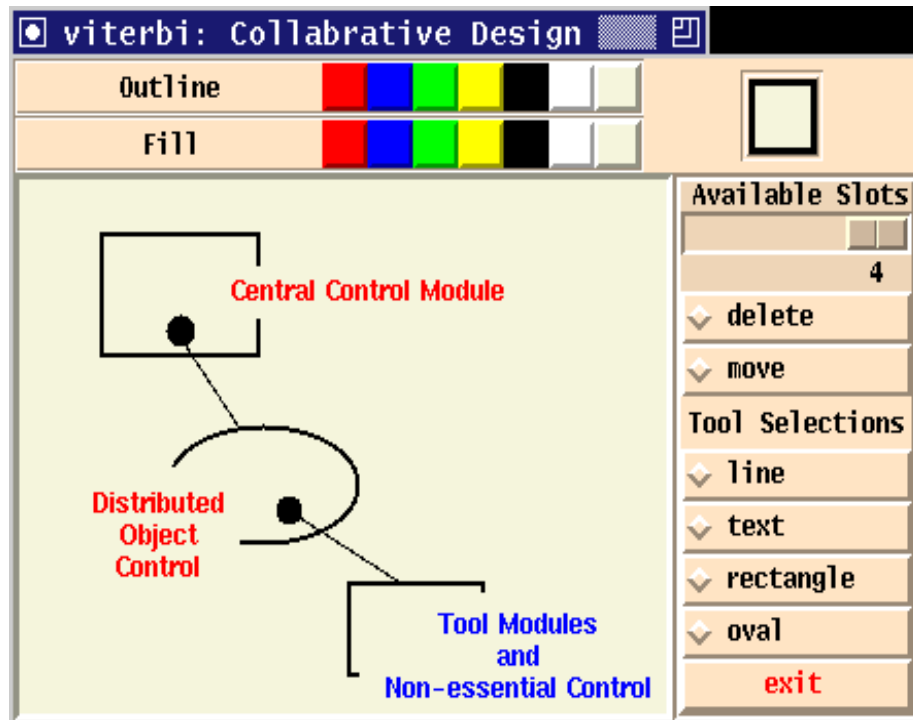 viterbi: Collabrative Design
Outline
Fill
Available Slots
4
delete
move
Tool Selections
line
text
rectangle
oval
exit
Central Control Module
Distributed
Object
Control
Tool Modules
and
Non-essential Control